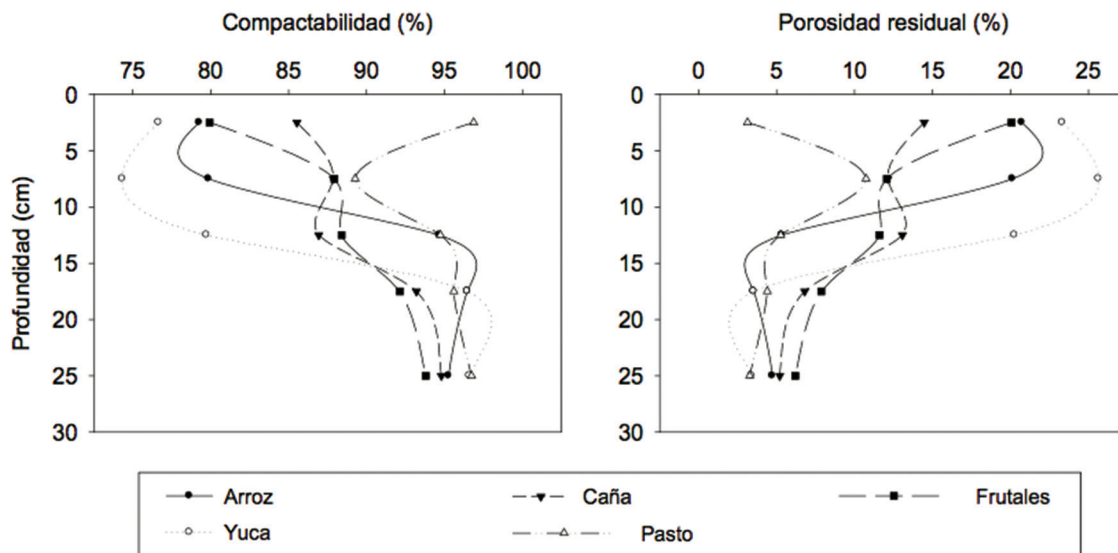 Compactabilidad (%)
75 80 85 90 95 100
Porosidad residual (%)
0 5 10 15 20 25
Profundidad (cm)
0
5
10
15
20
25
30
0
5
10
15
20
25
30
Arroz
Caña
Frutales
Yuca
Pasto